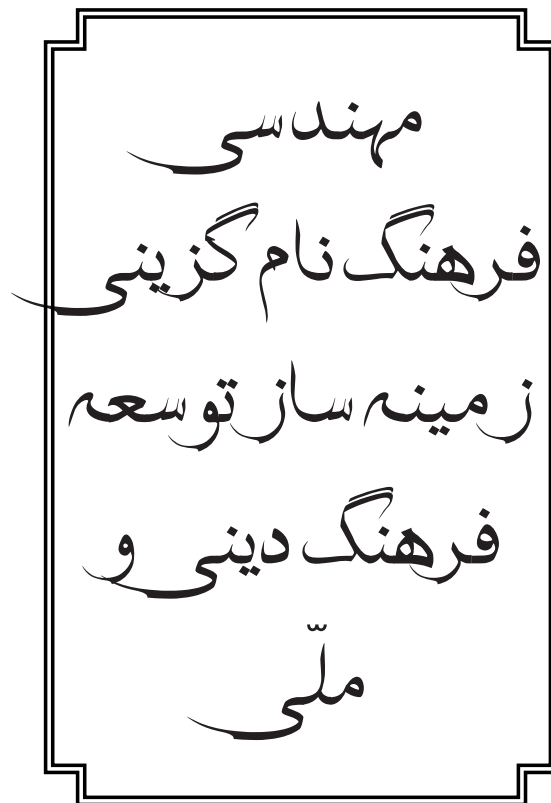 مهندسی
فرهنگ نام گزینی
زمینه ساز توسعه
فرهنگ دینی و
ملّی